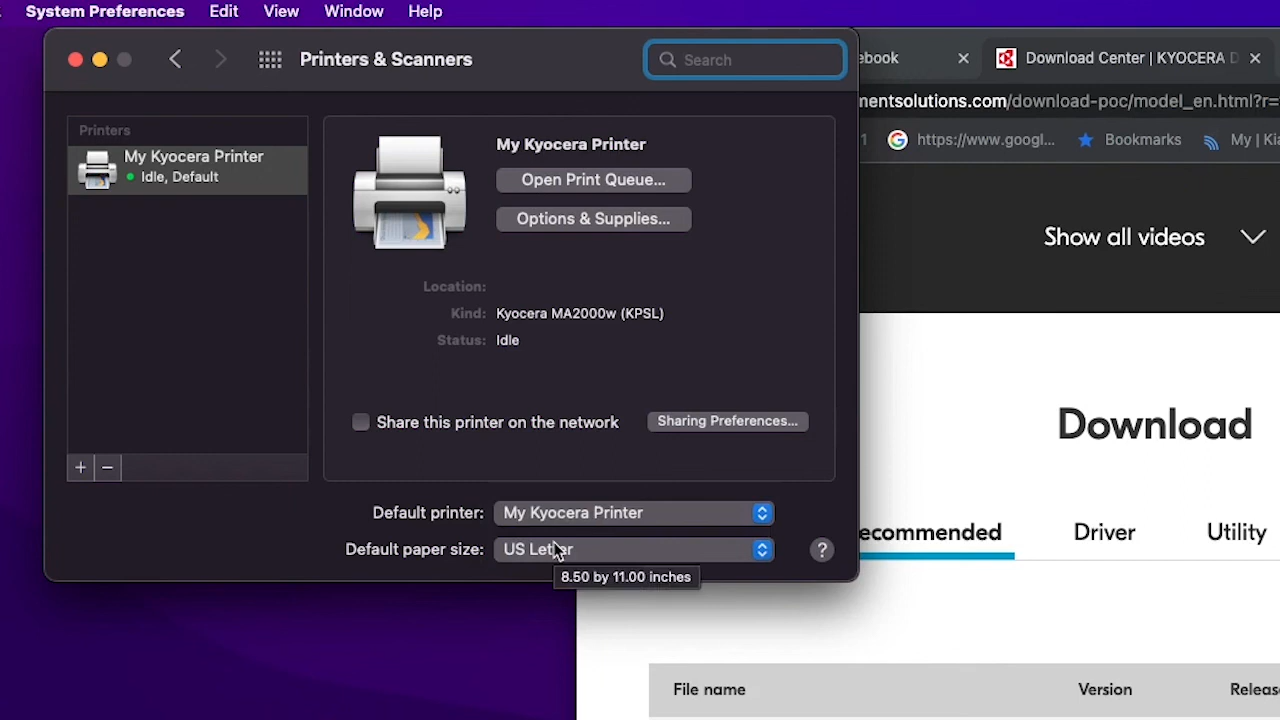 System Preferences Edit View Window Help
Printers & Scanners
Search
ebook
Download Center | KYOCERA D
mentsolutions.com/download-poc/model_en.html?r=
1 https://www.googl... Bookmarks My | Kia
Printers
My Kyocera Printer
Idle, Default
+ −
My Kyocera Printer
Open Print Queue...
Options & Supplies...
Location:
Kind: Kyocera MA2000w (KPSL)
Status: Idle
Share this printer on the network Sharing Preferences...
Default printer: My Kyocera Printer
Default paper size: US Letter ?
8.50 by 11.00 inches
Show all videos
Download
ecommended Driver Utility
File name Version Releas